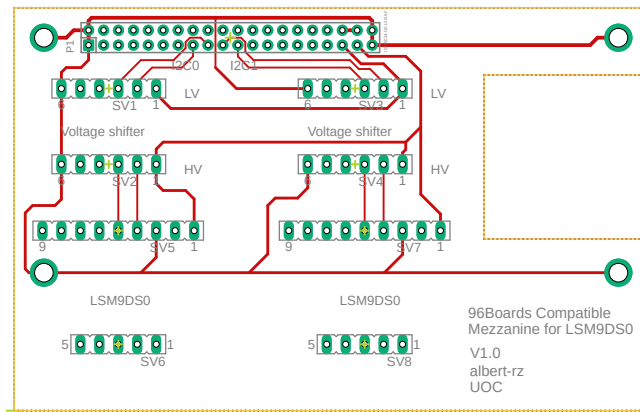 P1
I2C0 I2C1
6 SV1 1 LV
6 SV3 1 LV
Voltage shifter
Voltage shifter
6 SV2 1 HV
6 SV4 1 HV
9 SV5 1
9 SV7 1
LSM9DS0
LSM9DS0
5 1
SV6
5 1
SV8
96Boards Compatible
Mezzanine for LSM9DS0
V1.0
albert-rz
UOC